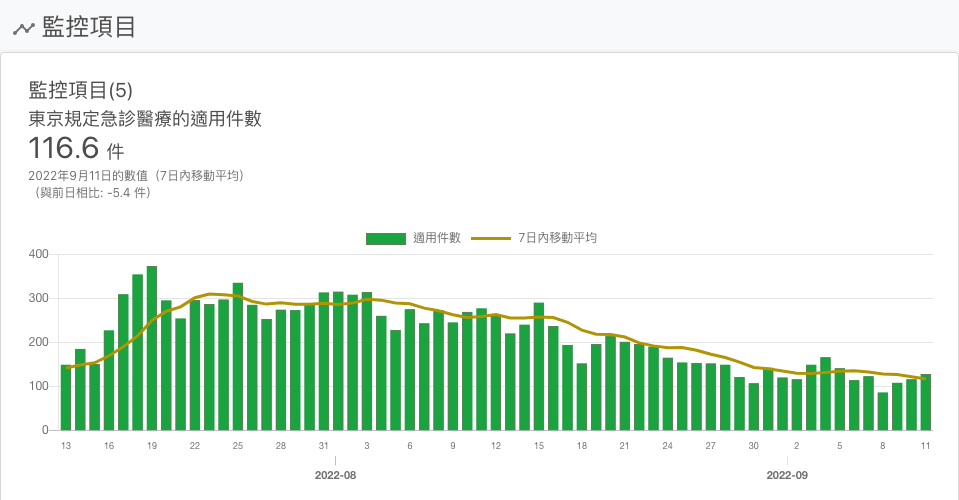 監控項目
監控項目(5)
東京規定急診醫療的適用件數
116.6 件
2022年9月11日的數值（7日內移動平均）
（與前日相比: -5.4 件）
適用件數 7日內移動平均
400
300
200
100
0
13 16 19 22 25 28 31 3 6 9 12 15 18 21 24 27 30 2 5 8 11
2022-08 2022-09